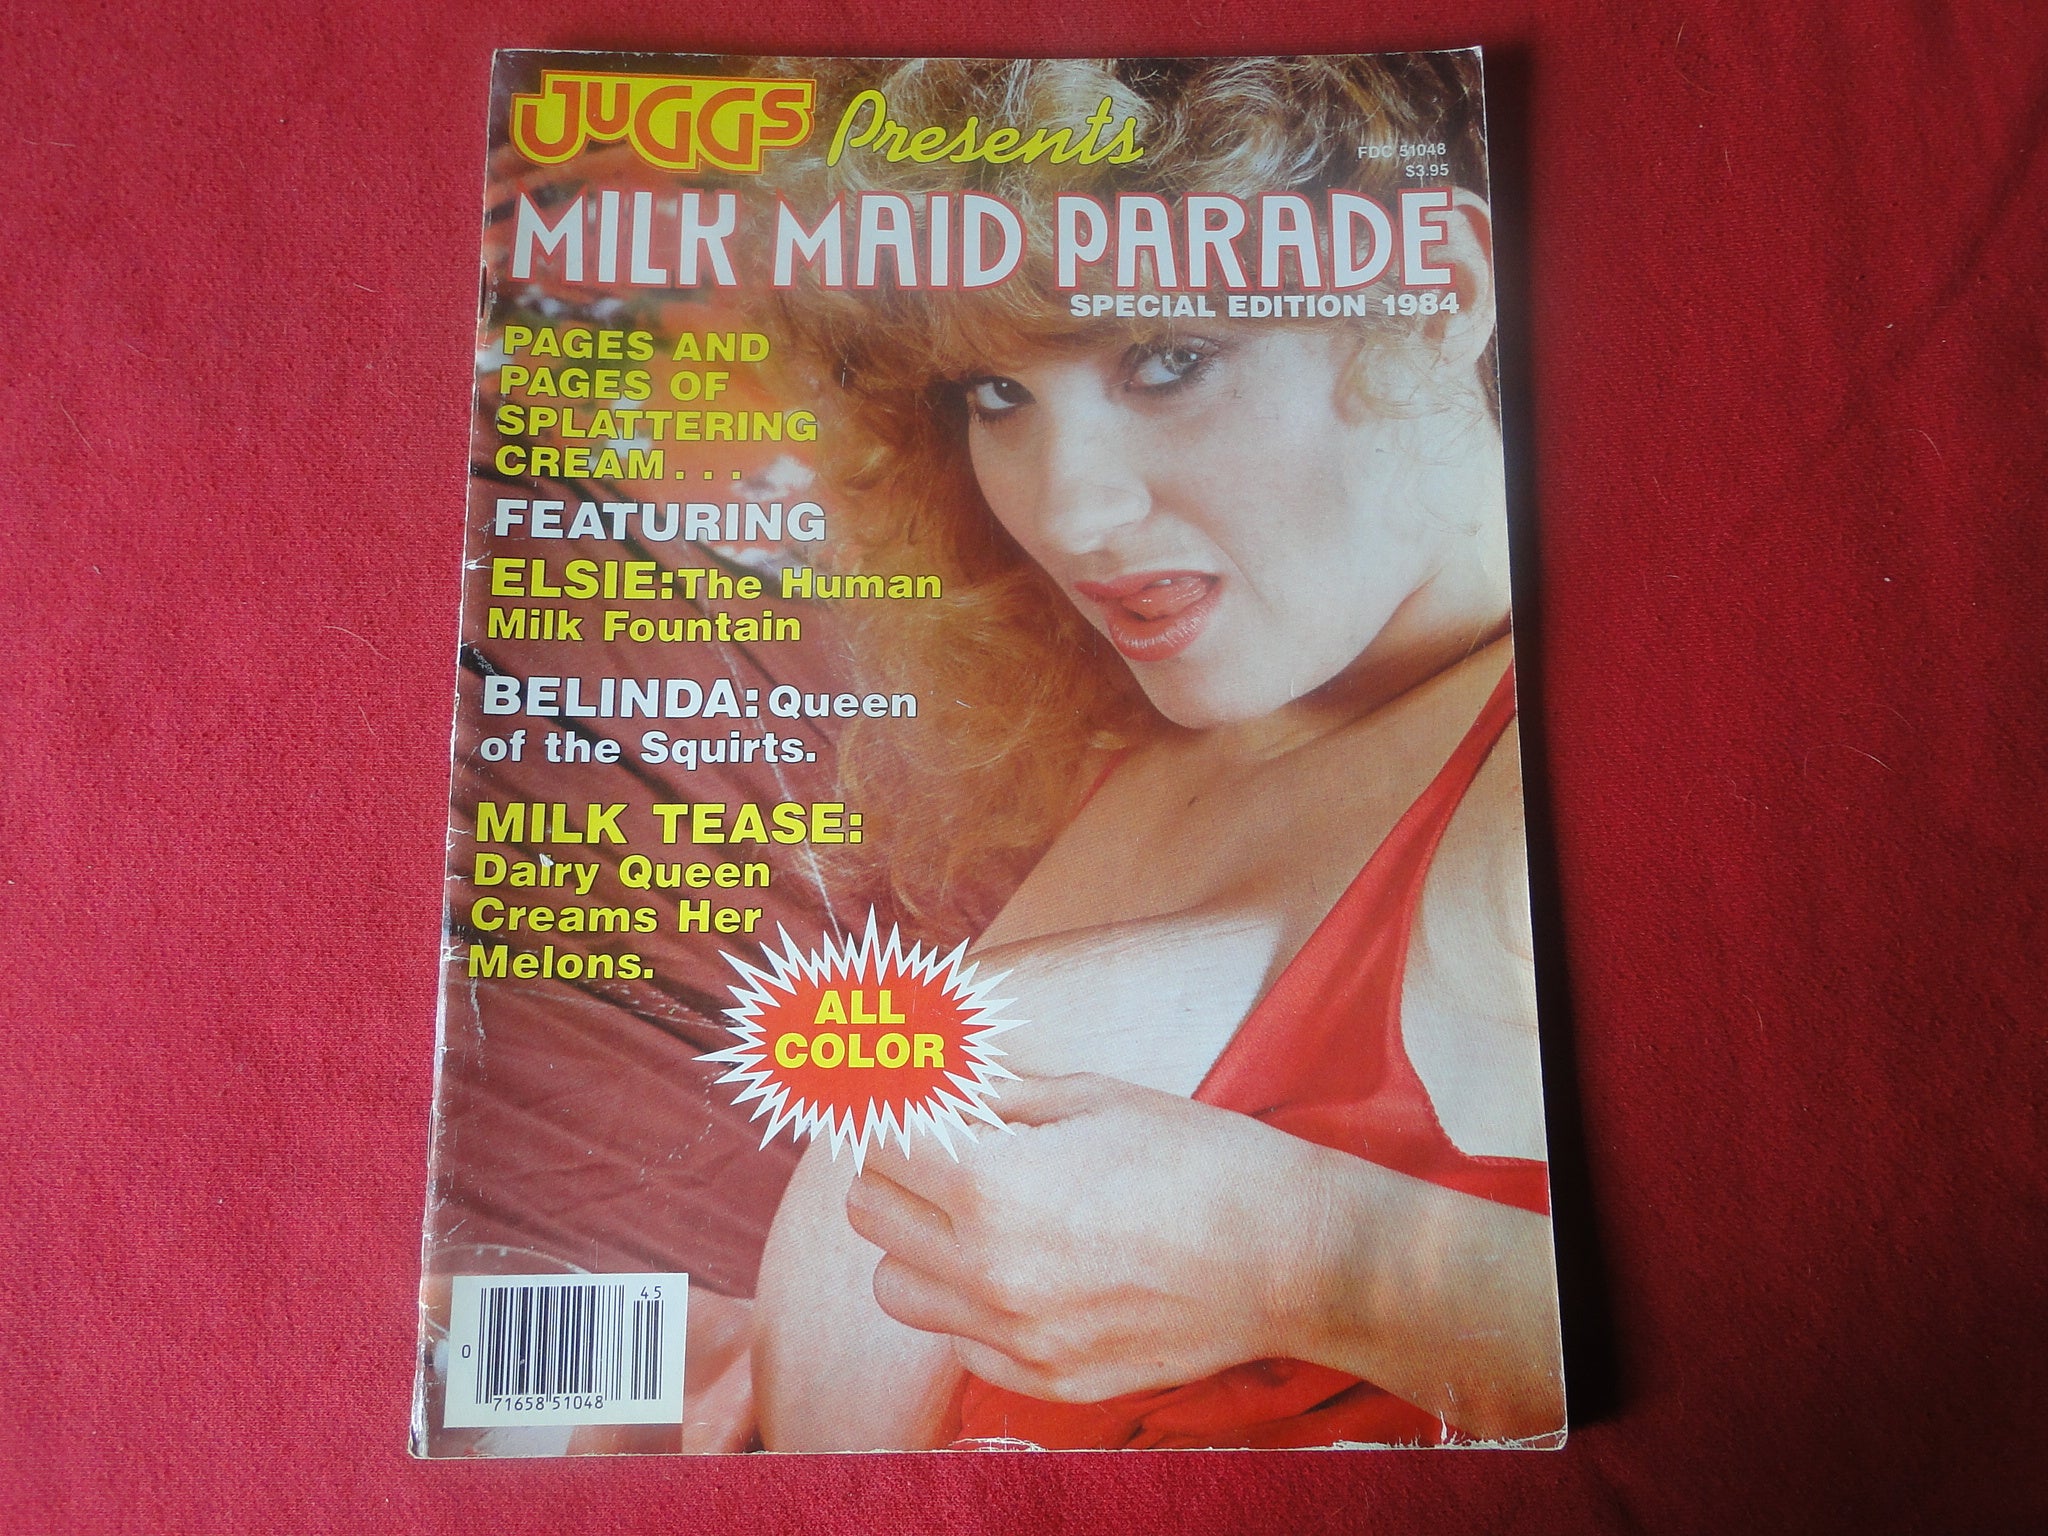 JUGGS Presents
FDC 51048
$3.95
MILK MAID PARADE
SPECIAL EDITION 1984
PAGES AND
PAGES OF
SPLATTERING
CREAM...
FEATURING
ELSIE: The Human
Milk Fountain
BELINDA: Queen
of the Squirts.
MILK TEASE:
Dairy Queen
Creams Her
Melons.
ALL
COLOR
45
0
71658 51048